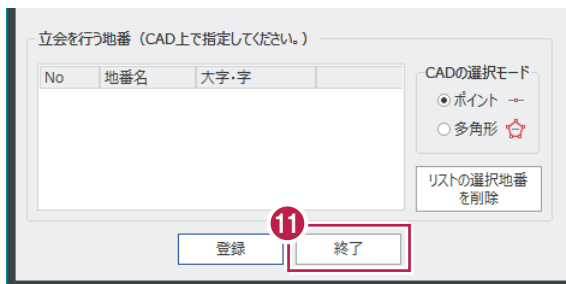 立会を行う地番（CAD上で指定してください。）
No 地番名 大字・字
CADの選択モード
ポイント
多角形
リストの選択地番
を削除
11
登録 終了